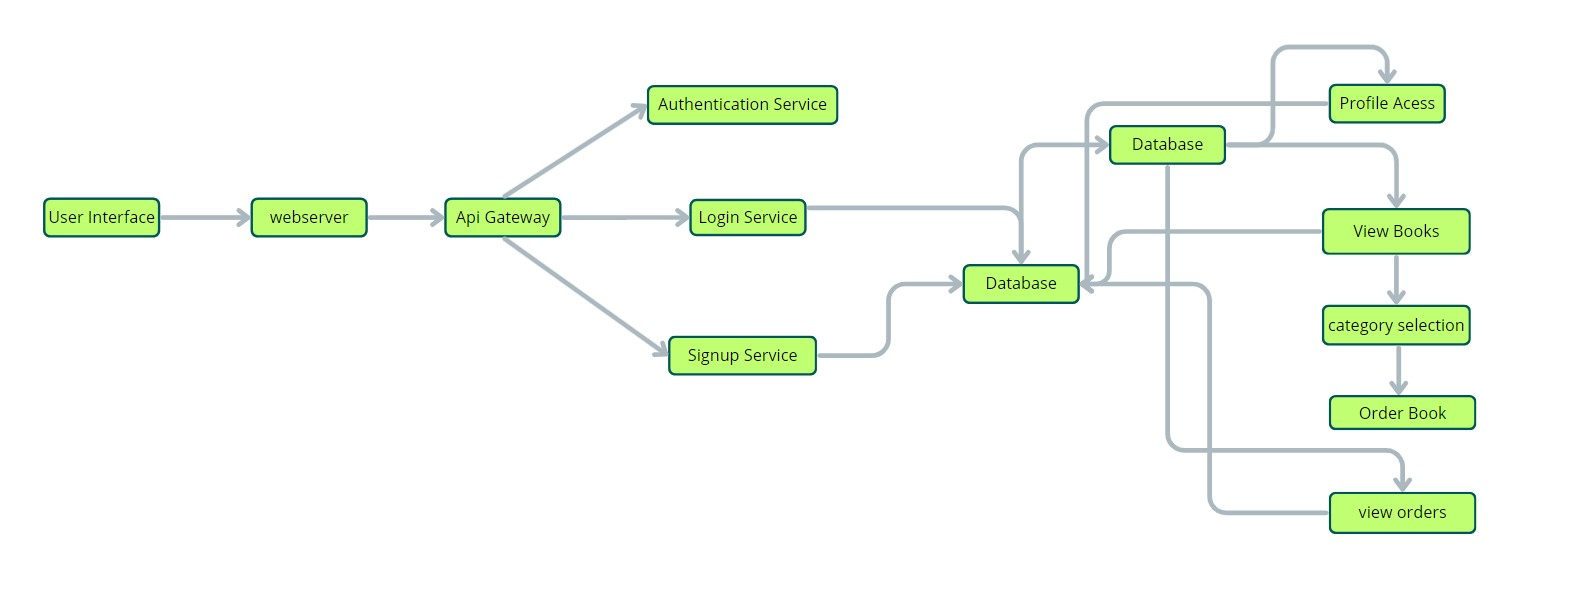 Authentication Service
Profile Acess
Database
User Interface
webserver
Api Gateway
Login Service
View Books
Database
category selection
Signup Service
Order Book
view orders